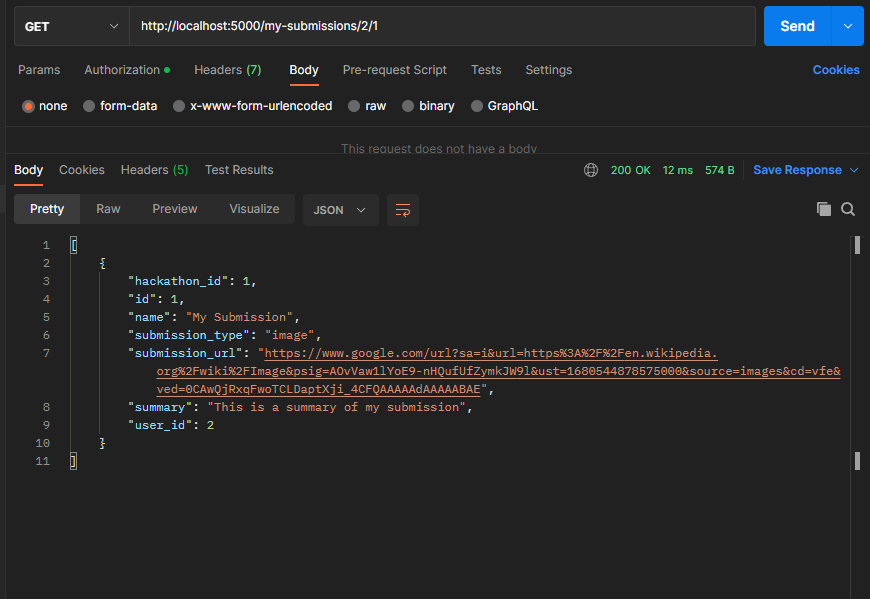 GET http://localhost:5000/my-submissions/2/1 Send
Params Authorization Headers (7) Body Pre-request Script Tests Settings Cookies
none form-data x-www-form-urlencoded raw binary GraphQL
This request does not have a body
Body Cookies Headers (5) Test Results 200 OK 12 ms 574 B Save Response
Pretty Raw Preview Visualize JSON
1 [
2 {
3 "hackathon_id": 1,
4 "id": 1,
5 "name": "My Submission",
6 "submission_type": "image",
7 "submission_url": "https://www.google.com/url?sa=i&url=https%3A%2F%2Fen.wikipedia.
org%2Fwiki%2FImage&psig=AOvVaw1lYoE9-nHQufUfZymkJW9l&ust=1680544878575000&source=images&cd=vfe&
ved=0CAwQjRxqFwoTCLDaptXji_4CFQAAAAAdAAAAABAE",
8 "summary": "This is a summary of my submission",
9 "user_id": 2
10 }
11 ]